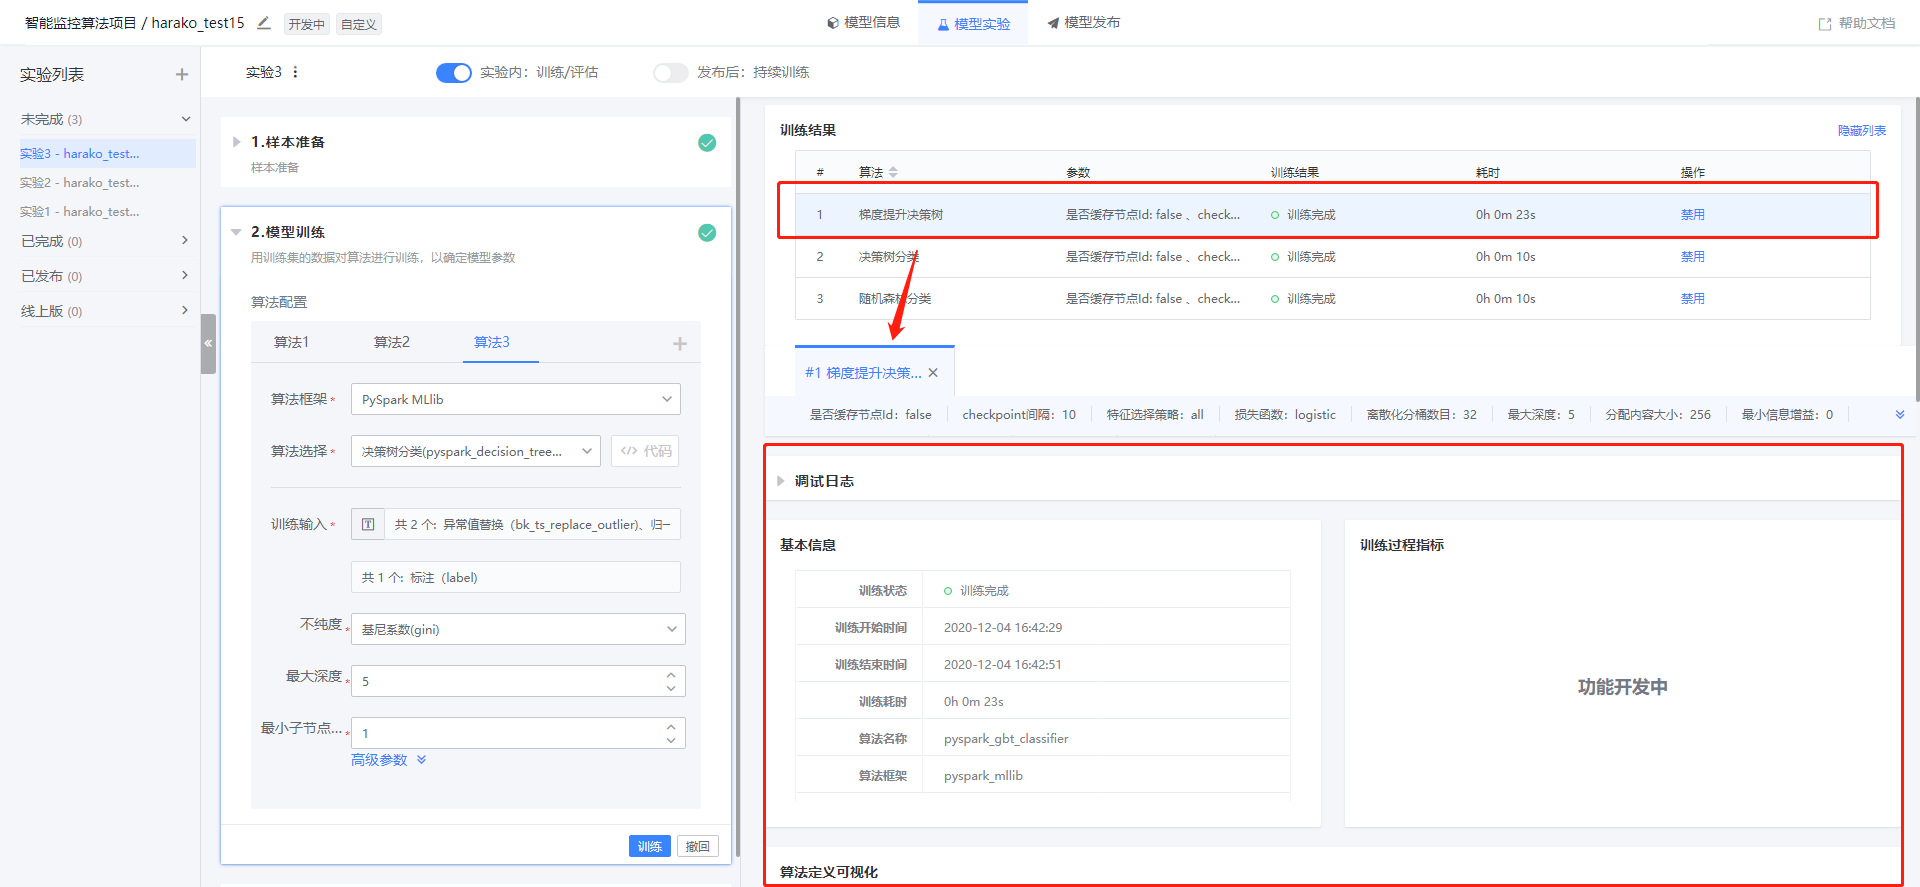 智能监控算法项目 / harako_test15
开发中
自定义
模型信息
模型实验
模型发布
帮助文档
实验列表
未完成 (3)
实验3 - harako_test...
实验2 - harako_test...
实验1 - harako_test...
已完成 (0)
已发布 (0)
线上版 (0)
实验3
实验内：训练/评估
发布后：持续训练
1.样本准备
样本准备
2.模型训练
用训练集的数据对算法进行训练，以确定模型参数
算法配置
算法1
算法2
算法3
算法框架 *
PySpark MLlib
算法选择 *
决策树分类(pyspark_decision_tree...
</> 代码
训练输入 *
共 2 个: 异常值替换（bk_ts_replace_outlier)、归一
共 1 个: 标注（label)
不纯度 *
基尼系数(gini)
最大深度 *
5
最小子节点... *
1
高级参数
训练
撤回
训练结果
隐藏列表
# 算法 参数 训练结果 耗时 操作
1 梯度提升决策树 是否缓存节点Id: false 、check... 训练完成 0h 0m 23s 禁用
2 决策树分类 是否缓存节点Id: false 、check... 训练完成 0h 0m 10s 禁用
3 随机森林分类 是否缓存节点Id: false 、check... 训练完成 0h 0m 10s 禁用
#1 梯度提升决策...
是否缓存节点Id：false
checkpoint间隔：10
特征选择策略：all
损失函数：logistic
离散化分桶数目：32
最大深度：5
分配内容大小：256
最小信息增益：0
调试日志
基本信息
训练状态 训练完成
训练开始时间 2020-12-04 16:42:29
训练结束时间 2020-12-04 16:42:51
训练耗时 0h 0m 23s
算法名称 pyspark_gbt_classifier
算法框架 pyspark_mllib
训练过程指标
功能开发中
算法定义可视化